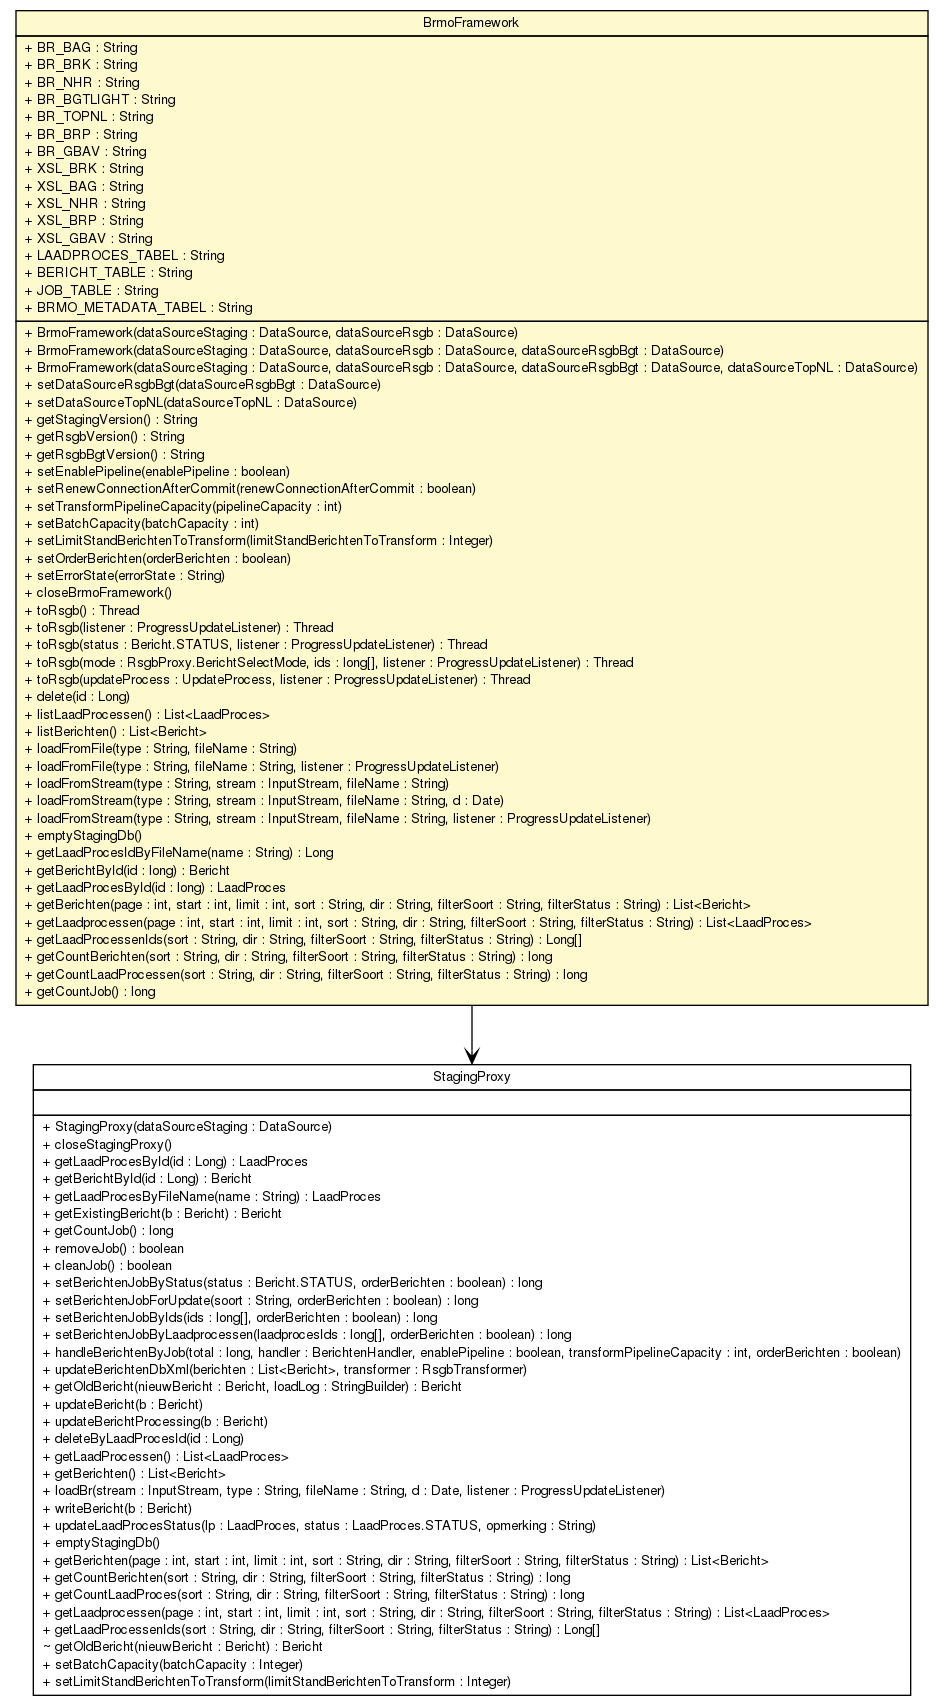 BrmoFramework
+ BR_BAG : String
+ BR_BRK : String
+ BR_NHR : String
+ BR_BGTLIGHT : String
+ BR_TOPNL : String
+ BR_BRP : String
+ BR_GBAV : String
+ XSL_BRK : String
+ XSL_BAG : String
+ XSL_NHR : String
+ XSL_BRP : String
+ XSL_GBAV : String
+ LAADPROCES_TABEL : String
+ BERICHT_TABLE : String
+ JOB_TABLE : String
+ BRMO_METADATA_TABEL : String
+ BrmoFramework(dataSourceStaging : DataSource, dataSourceRsgb : DataSource)
+ BrmoFramework(dataSourceStaging : DataSource, dataSourceRsgb : DataSource, dataSourceRsgbBgt : DataSource)
+ BrmoFramework(dataSourceStaging : DataSource, dataSourceRsgb : DataSource, dataSourceRsgbBgt : DataSource, dataSourceTopNL : DataSource)
+ setDataSourceRsgbBgt(dataSourceRsgbBgt : DataSource)
+ setDataSourceTopNL(dataSourceTopNL : DataSource)
+ getStagingVersion() : String
+ getRsgbVersion() : String
+ getRsgbBgtVersion() : String
+ setEnablePipeline(enablePipeline : boolean)
+ setRenewConnectionAfterCommit(renewConnectionAfterCommit : boolean)
+ setTransformPipelineCapacity(pipelineCapacity : int)
+ setBatchCapacity(batchCapacity : int)
+ setLimitStandBerichtenToTransform(limitStandBerichtenToTransform : Integer)
+ setOrderBerichten(orderBerichten : boolean)
+ setErrorState(errorState : String)
+ closeBrmoFramework()
+ toRsgb() : Thread
+ toRsgb(listener : ProgressUpdateListener) : Thread
+ toRsgb(status : Bericht.STATUS, listener : ProgressUpdateListener) : Thread
+ toRsgb(mode : RsgbProxy.BerichtSelectMode, ids : long[], listener : ProgressUpdateListener) : Thread
+ toRsgb(updateProcess : UpdateProcess, listener : ProgressUpdateListener) : Thread
+ delete(id : Long)
+ listLaadProcessen() : List<LaadProces>
+ listBerichten() : List<Bericht>
+ loadFromFile(type : String, fileName : String)
+ loadFromFile(type : String, fileName : String, listener : ProgressUpdateListener)
+ loadFromStream(type : String, stream : InputStream, fileName : String)
+ loadFromStream(type : String, stream : InputStream, fileName : String, d : Date)
+ loadFromStream(type : String, stream : InputStream, fileName : String, listener : ProgressUpdateListener)
+ emptyStagingDb()
+ getLaadProcesIdByFileName(name : String) : Long
+ getBerichtById(id : long) : Bericht
+ getLaadProcesById(id : long) : LaadProces
+ getBerichten(page : int, start : int, limit : int, sort : String, dir : String, filterSoort : String, filterStatus : String) : List<Bericht>
+ getLaadprocessen(page : int, start : int, limit : int, sort : String, dir : String, filterSoort : String, filterStatus : String) : List<LaadProces>
+ getLaadProcessenIds(sort : String, dir : String, filterSoort : String, filterStatus : String) : Long[]
+ getCountBerichten(sort : String, dir : String, filterSoort : String, filterStatus : String) : long
+ getCountLaadProcessen(sort : String, dir : String, filterSoort : String, filterStatus : String) : long
+ getCountJob() : long
StagingProxy
+ StagingProxy(dataSourceStaging : DataSource)
+ closeStagingProxy()
+ getLaadProcesById(id : Long) : LaadProces
+ getBerichtById(id : Long) : Bericht
+ getLaadProcesByFileName(name : String) : LaadProces
+ getExistingBericht(b : Bericht) : Bericht
+ getCountJob() : long
+ removeJob() : boolean
+ cleanJob() : boolean
+ setBerichtenJobByStatus(status : Bericht.STATUS, orderBerichten : boolean) : long
+ setBerichtenJobForUpdate(soort : String, orderBerichten : boolean) : long
+ setBerichtenJobByIds(ids : long[], orderBerichten : boolean) : long
+ setBerichtenJobByLaadprocessen(laadprocesIds : long[], orderBerichten : boolean) : long
+ handleBerichtenByJob(total : long, handler : BerichtenHandler, enablePipeline : boolean, transformPipelineCapacity : int, orderBerichten : boolean)
+ updateBerichtenDbXml(berichten : List<Bericht>, transformer : RsgbTransformer)
+ getOldBericht(nieuwBericht : Bericht, loadLog : StringBuilder) : Bericht
+ updateBericht(b : Bericht)
+ updateBerichtProcessing(b : Bericht)
+ deleteByLaadProcesId(id : Long)
+ getLaadProcessen() : List<LaadProces>
+ getBerichten() : List<Bericht>
+ loadBr(stream : InputStream, type : String, fileName : String, d : Date, listener : ProgressUpdateListener)
+ writeBericht(b : Bericht)
+ updateLaadProcesStatus(lp : LaadProces, status : LaadProces.STATUS, opmerking : String)
+ emptyStagingDb()
+ getBerichten(page : int, start : int, limit : int, sort : String, dir : String, filterSoort : String, filterStatus : String) : List<Bericht>
+ getCountBerichten(sort : String, dir : String, filterSoort : String, filterStatus : String) : long
+ getCountLaadProces(sort : String, dir : String, filterSoort : String, filterStatus : String) : long
+ getLaadprocessen(page : int, start : int, limit : int, sort : String, dir : String, filterSoort : String, filterStatus : String) : List<LaadProces>
+ getLaadProcessenIds(sort : String, dir : String, filterSoort : String, filterStatus : String) : Long[]
~ getOldBericht(nieuwBericht : Bericht) : Bericht
+ setBatchCapacity(batchCapacity : Integer)
+ setLimitStandBerichtenToTransform(limitStandBerichtenToTransform : Integer)